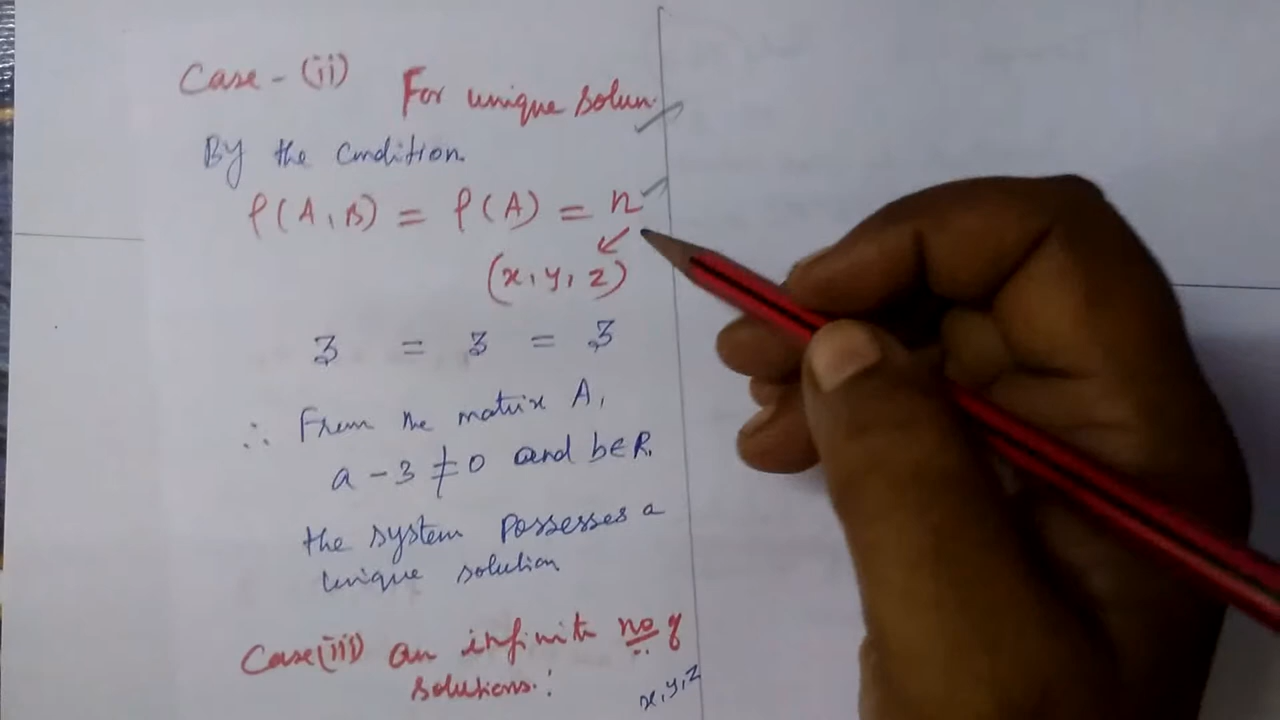 Case - (ii) For unique Solun.
By the Condition.
ρ(A, B) = ρ(A) = n
(x, y, z)
3 = 3 = 3
∴ From the matrix A,
a - 3 ≠ 0 and b∈R.
the system possesses a
unique solution
Case (iii) an infinite no of
solutions :
x, y, z